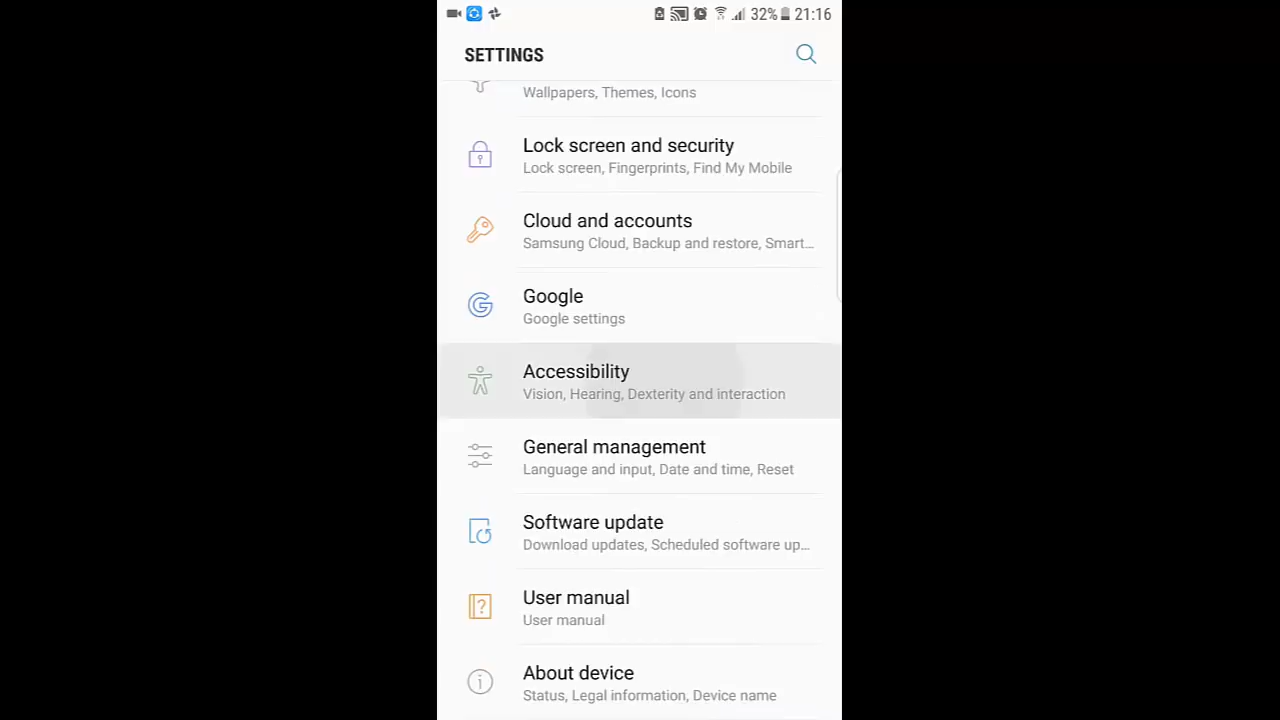 32% 21:16
SETTINGS
Wallpapers, Themes, Icons
Lock screen and security
Lock screen, Fingerprints, Find My Mobile
Cloud and accounts
Samsung Cloud, Backup and restore, Smart...
Google
Google settings
Accessibility
Vision, Hearing, Dexterity and interaction
General management
Language and input, Date and time, Reset
Software update
Download updates, Scheduled software up...
User manual
User manual
About device
Status, Legal information, Device name